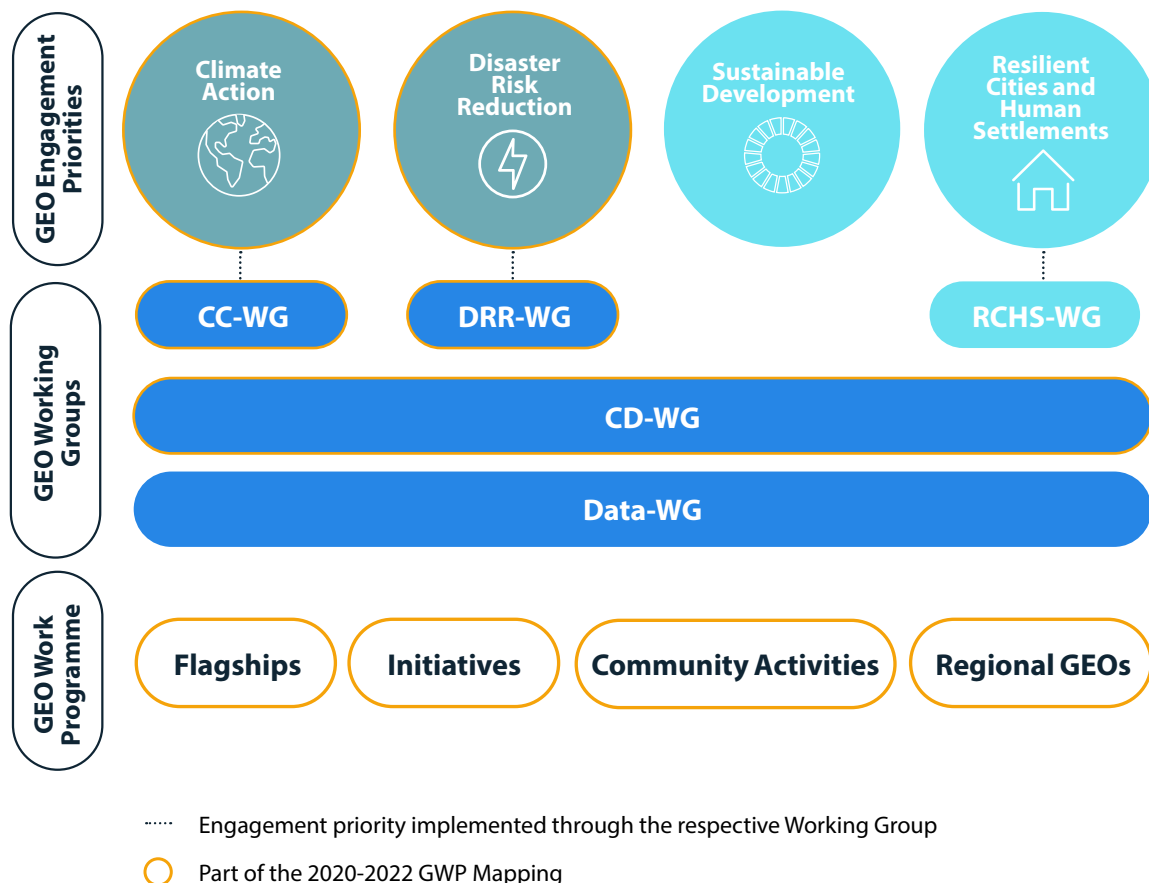 GEO Engagement
Priorities
Climate
Action
Disaster
Risk
Reduction
Sustainable
Development
Resilient
Cities and
Human
Settlements
GEO Working
Groups
CC-WG
DRR-WG
RCHS-WG
CD-WG
Data-WG
GEO Work
Programme
Flagships
Initiatives
Community Activities
Regional GEOs
Engagement priority implemented through the respective Working Group
Part of the 2020-2022 GWP Mapping